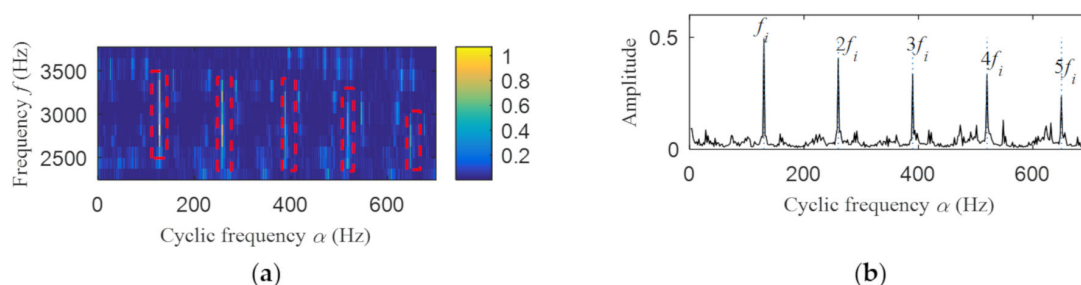 3500
3000
2500
Frequency f (Hz)
0 200 400 600
Cyclic frequency α (Hz)
1
0.8
0.6
0.4
0.2
(a)
0.5
0
Amplitude
f_i
2f_i
3f_i
4f_i
5f_i
0 200 400 600
Cyclic frequency α (Hz)
(b)